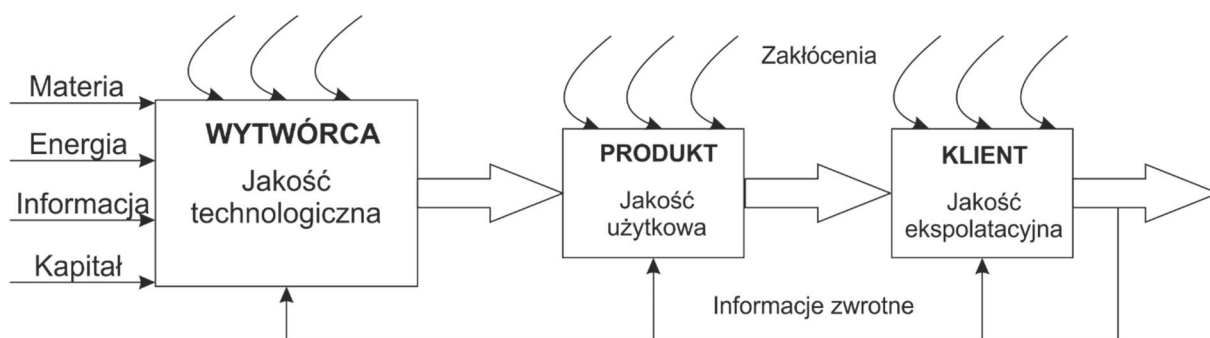 Zakłócenia
Materia
Energia
Informacja
Kapitał
WYTWÓRCA
Jakość
technologiczna
PRODUKT
Jakość
użytkowa
KLIENT
Jakość
ekspolatacyjna
Informacje zwrotne